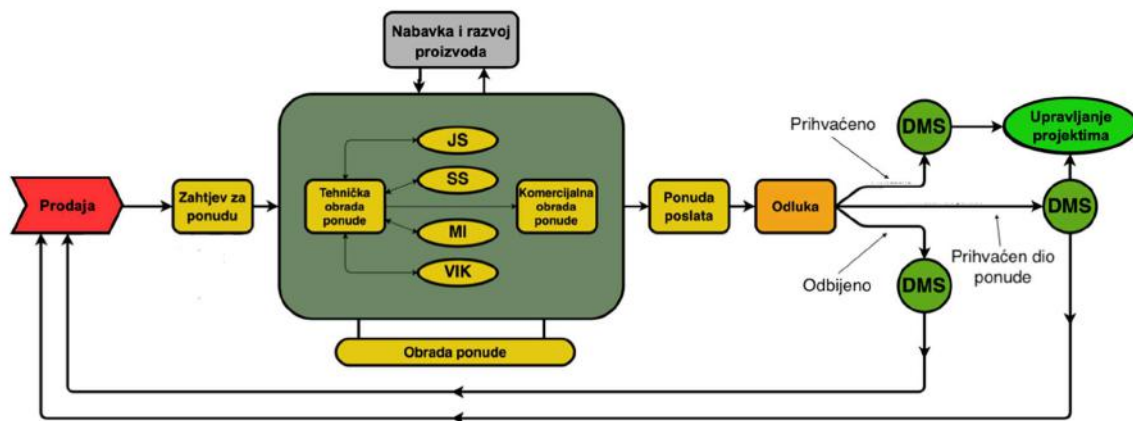 Nabavka i razvoj
proizvoda
Prodaja
Zahtjev za
ponudu
Tehnička
obrada
ponude
JS
SS
MI
VIK
Komercijalna
obrada
ponude
Obrada ponude
Ponuda
poslata
Odluka
Prihvaćeno
DMS
Upravljanje
projektima
DMS
Prihvaćen dio
ponude
Odbijeno
DMS